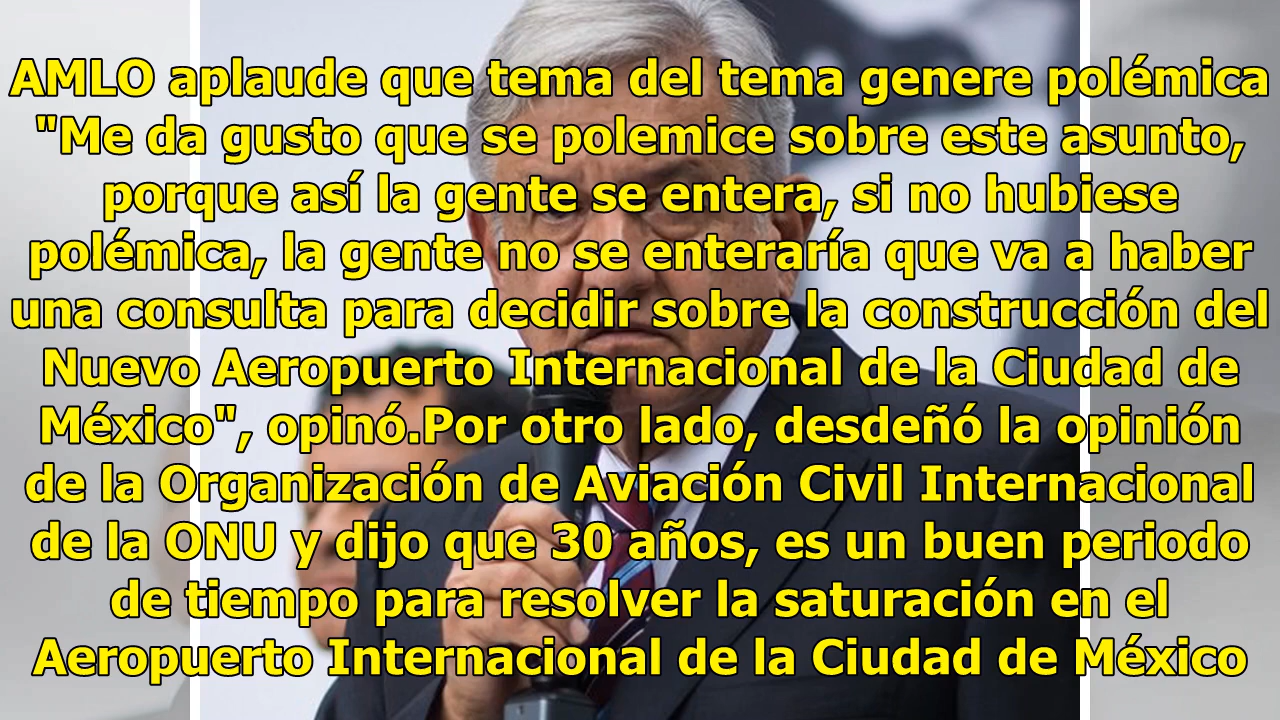 AMLO aplaude que tema del tema genere polémica
"Me da gusto que se polemice sobre este asunto,
porque así la gente se entera, si no hubiese
polémica, la gente no se enteraría que va a haber
una consulta para decidir sobre la construcción del
Nuevo Aeropuerto Internacional de la Ciudad de
México", opinó.Por otro lado, desdeñó la opinión
de la Organización de Aviación Civil Internacional
de la ONU y dijo que 30 años, es un buen periodo
de tiempo para resolver la saturación en el
Aeropuerto Internacional de la Ciudad de México